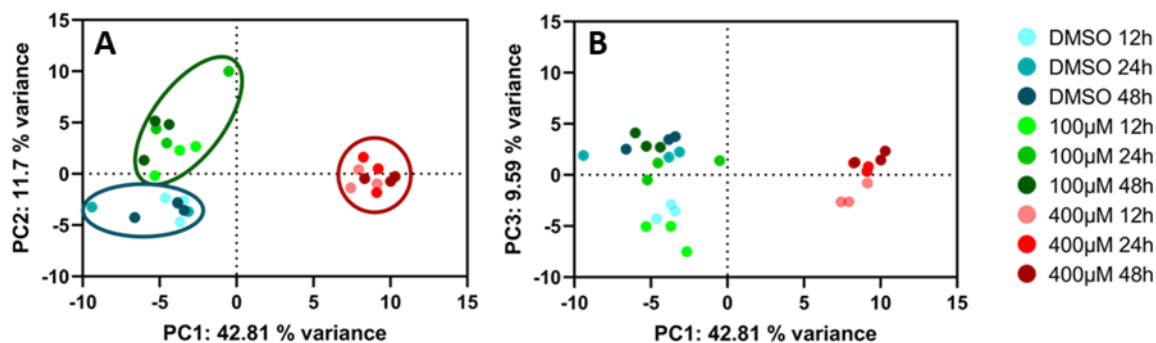 A
PC2: 11.7 % variance
15
10
5
0
-5
-10
-10
-5
0
5
10
15
PC1: 42.81 % variance
B
PC3: 9.59 % variance
15
10
5
0
-5
-10
-10
-5
0
5
10
15
PC1: 42.81 % variance
DMSO 12h
DMSO 24h
DMSO 48h
100µM 12h
100µM 24h
100µM 48h
400µM 12h
400µM 24h
400µM 48h